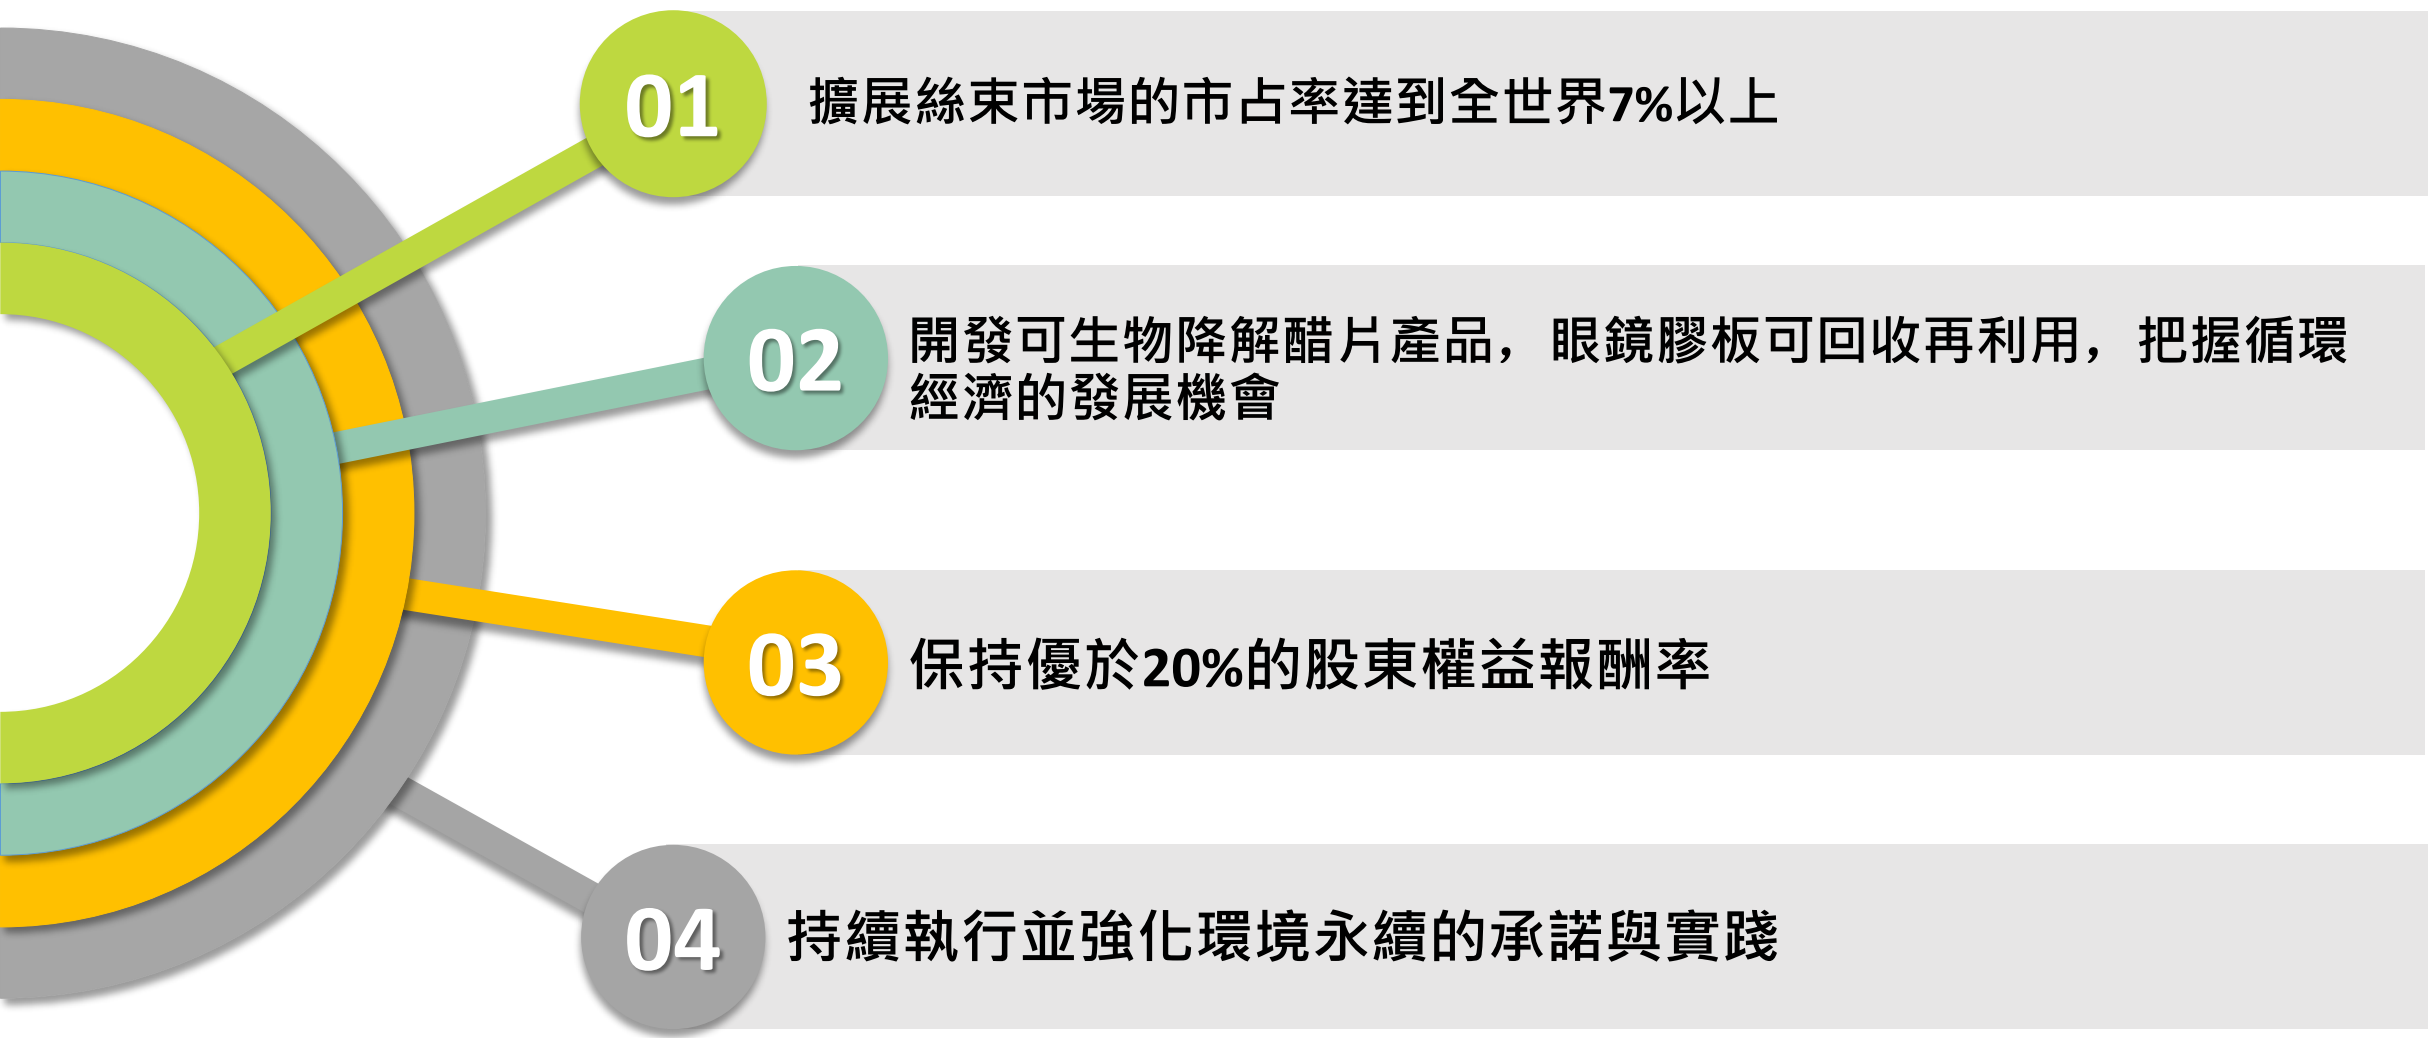 01
擴展絲束市場的市占率達到全世界7%以上
02
開發可生物降解醋片產品，眼鏡膠板可回收再利用，把握循環
經濟的發展機會
03
保持優於20%的股東權益報酬率
04
持續執行並強化環境永續的承諾與實踐